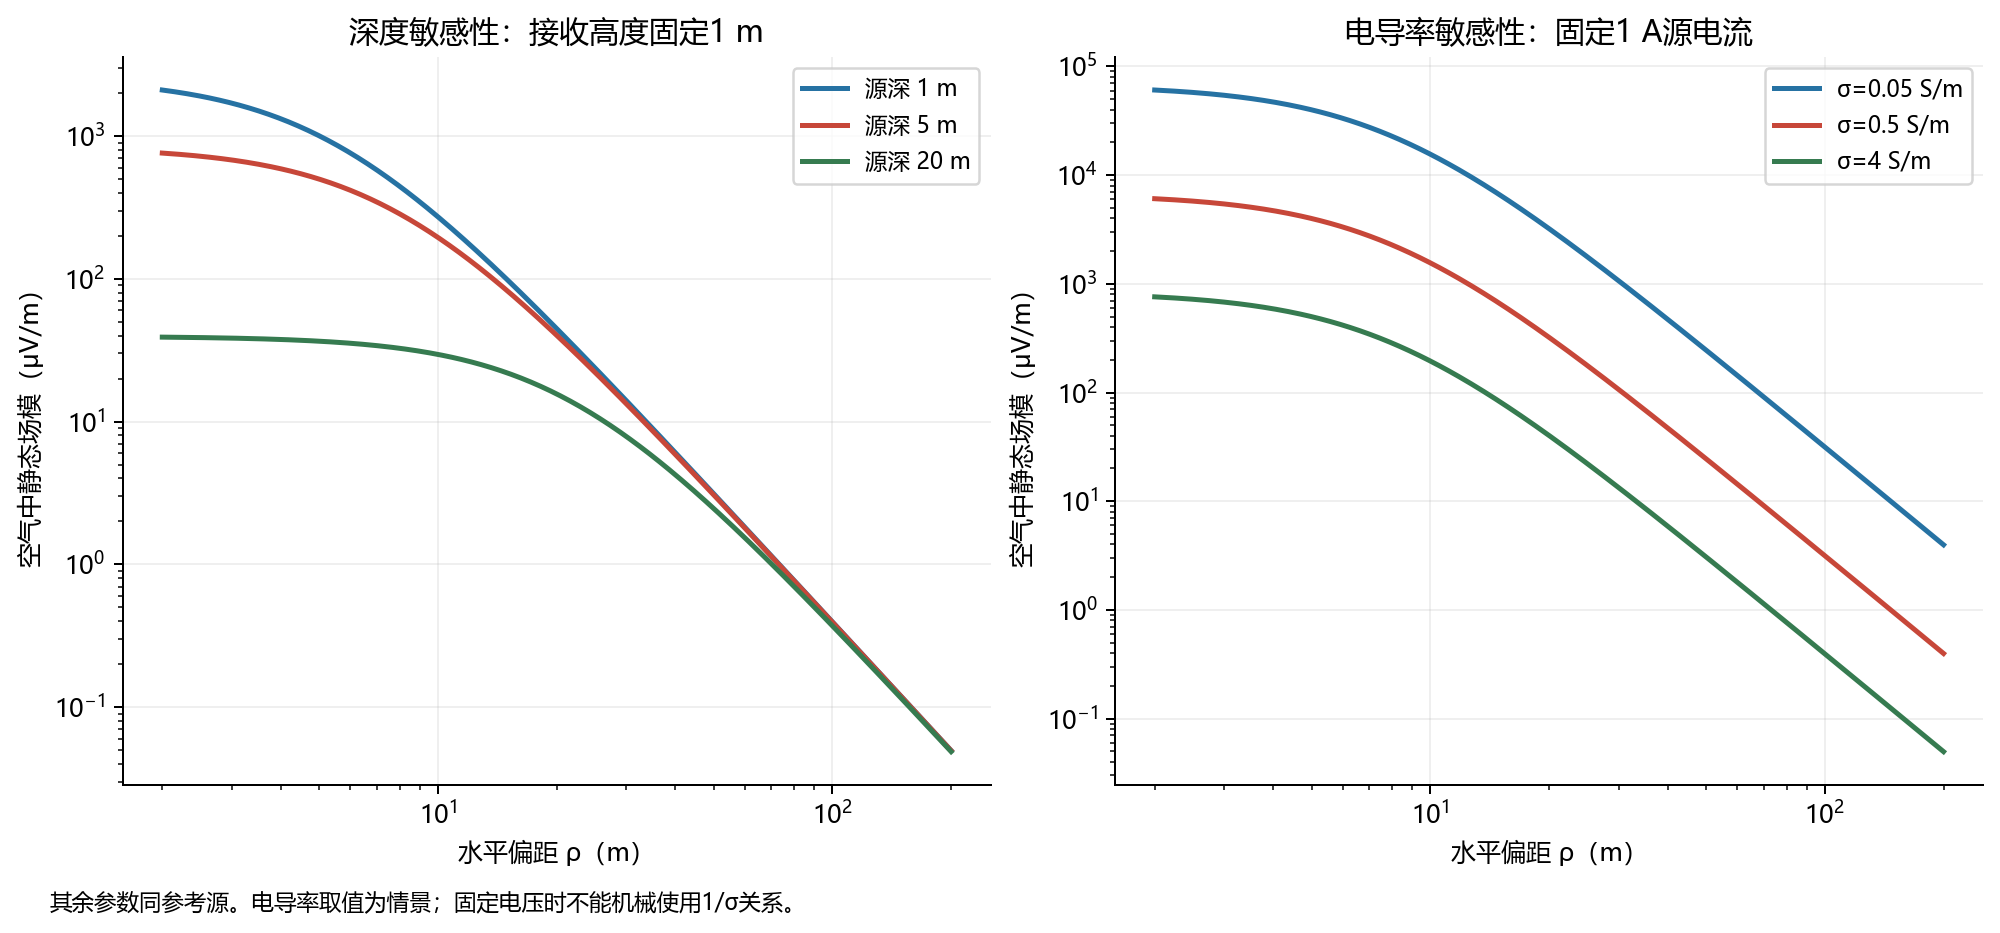 深度敏感性：接收高度固定1 m
源深 1 m
源深 5 m
源深 20 m
10³
10²
10¹
10⁰
10⁻¹
空气中静态场模（μV/m）
10¹
10²
水平偏距 ρ（m）
电导率敏感性：固定1 A源电流
σ=0.05 S/m
σ=0.5 S/m
σ=4 S/m
10⁵
10⁴
10³
10²
10¹
10⁰
10⁻¹
空气中静态场模（μV/m）
10¹
10²
水平偏距 ρ（m）
其余参数同参考源。电导率取值为情景；固定电压时不能机械使用1/σ关系。